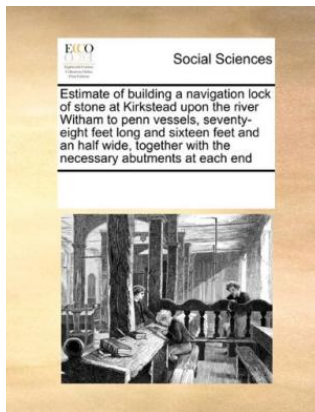 ECCO
Social Sciences
Estimate of building a navigation lock
of stone at Kirkstead upon the river
Witham to penn vessels, seventy-
eight feet long and sixteen feet and
an half wide, together with the
necessary abutments at each end